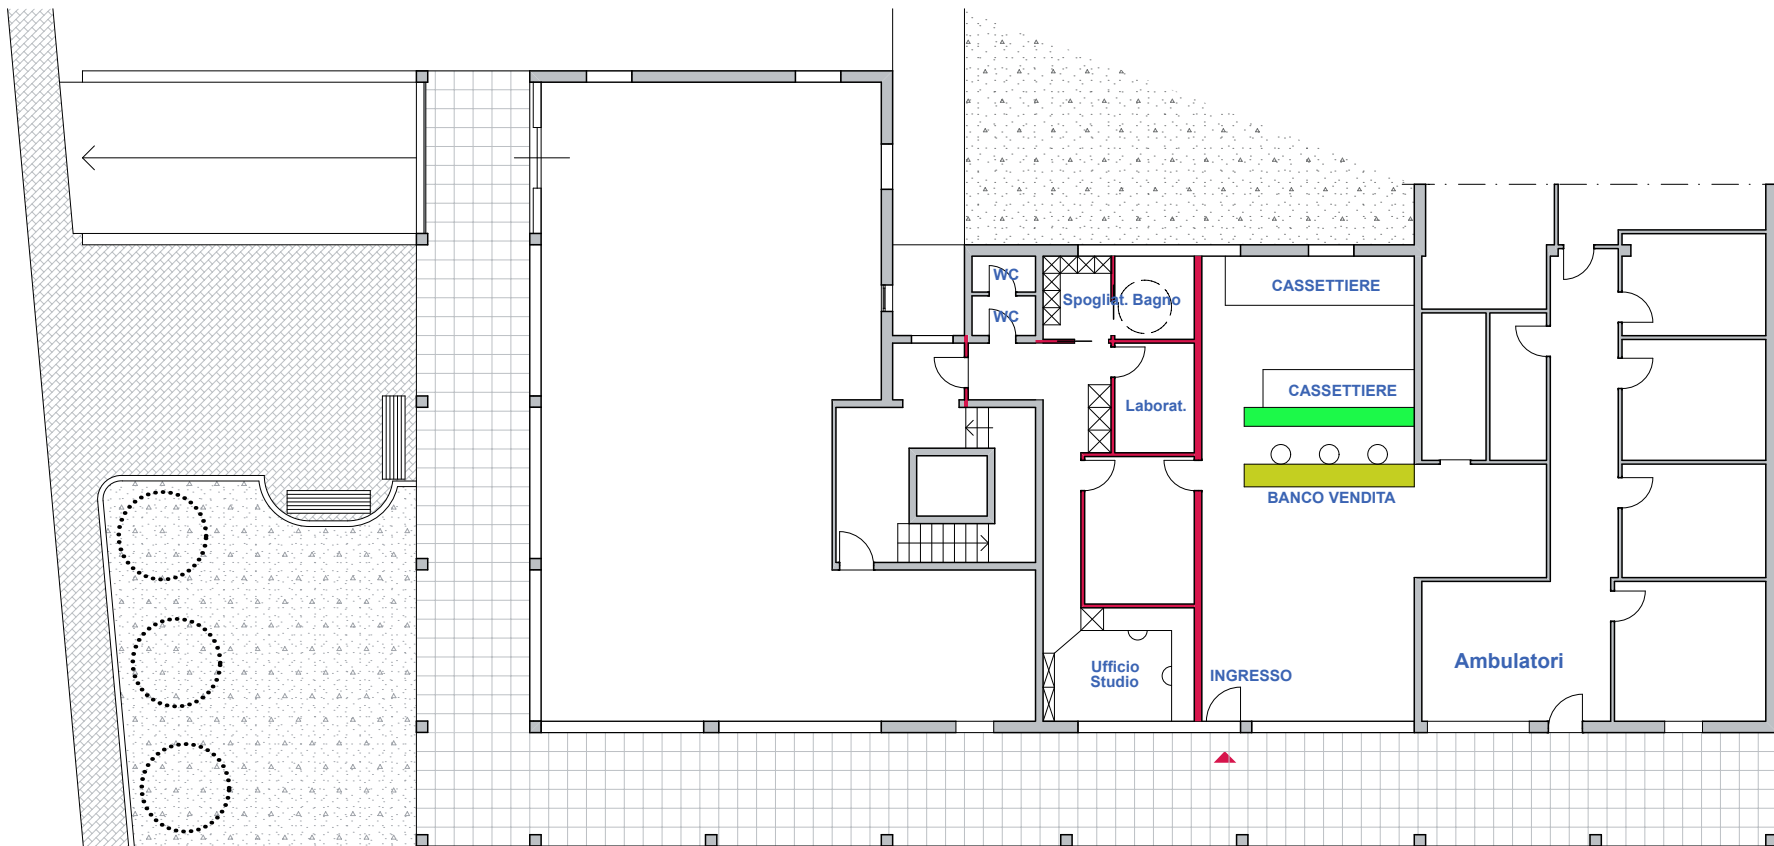 WC
WC
Spogliat. Bagno
CASSETTIERE
CASSETTIERE
Laborat.
BANCO VENDITA
Ufficio
Studio
INGRESSO
Ambulatori